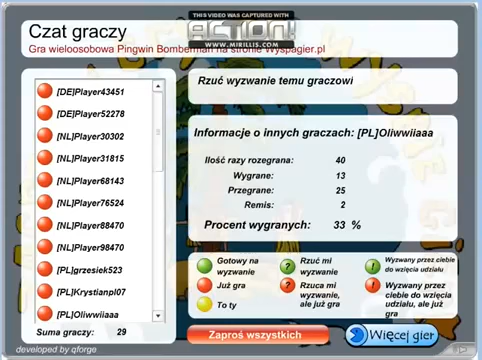 THIS VIDEO WAS CAPTURED WITH
ACTION!
WWW.MIRILLIS.COM
Czat graczy
Gra wieloosobowa Pingwin Bomberman na stronie Wyspagier.pl
[DE]Player43451
[DE]Player52278
[NL]Player30302
[NL]Player31815
[NL]Player68143
[NL]Player76524
[NL]Player88470
[NL]Player98470
[PL]grzesiek523
[PL]Krystianpl07
[PL]Oliwwiiaaa
Suma graczy: 29
developed by qforge
Rzuć wyzwanie temu graczowi
Informacje o innych graczach: [PL]Oliwwiiaaa
Ilość razy rozegrana: 40
Wygrane: 13
Przegrane: 25
Remis: 2
Procent wygranych: 33 %
Gotowy na
wyzwanie
Już gra
To ty
Rzuć mi
wyzwanie
Rzuca mi
wyzwanie,
ale już gra
Wyzwany przez ciebie
do wzięcia udziału
Wyzwany przez
ciebie do wzięcia
udziału, ale już
gra
Zaproś wszystkich
Więcej gier